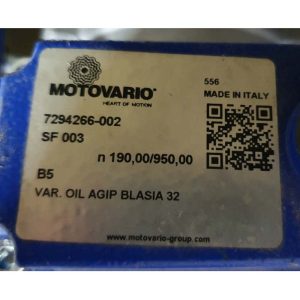 MOTOVARIO®
HEART OF MOTION
556
MADE IN ITALY
7294266-002
SF 003
n 190,00/950,00
B5
VAR. OIL AGIP BLASIA 32
www.motovario-group.com